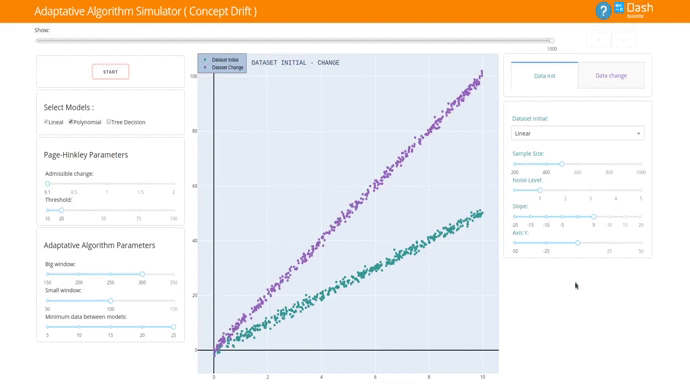 Adaptative Algorithm Simulator ( Concept Drift )
?
Dash
Show:
1000
START
Select Models :
Lineal Polynomial Tree Decision
Page-Hinkley Parameters
Admissible change:
0.1 0.5 1 1.5 2
Threshold:
10 20 50 75 100
Adaptative Algorithm Parameters
Big window:
150 200 250 300 350
Small window:
50 100 150
Minimum data between models:
5 10 15 20 25
Dataset Initial
Dataset Change
DATASET INITIAL - CHANGE
100
80
60
40
20
0
0 2 4 6 8 10
Data init
Data change
Dataset Initial:
Linear
Sample Size:
200 400 600 800 1000
Noise Level:
1 2 3 4 5
Slope:
-20 -15 -10 -5 5 10 15 20
Axis Y:
-50 -25 25 50